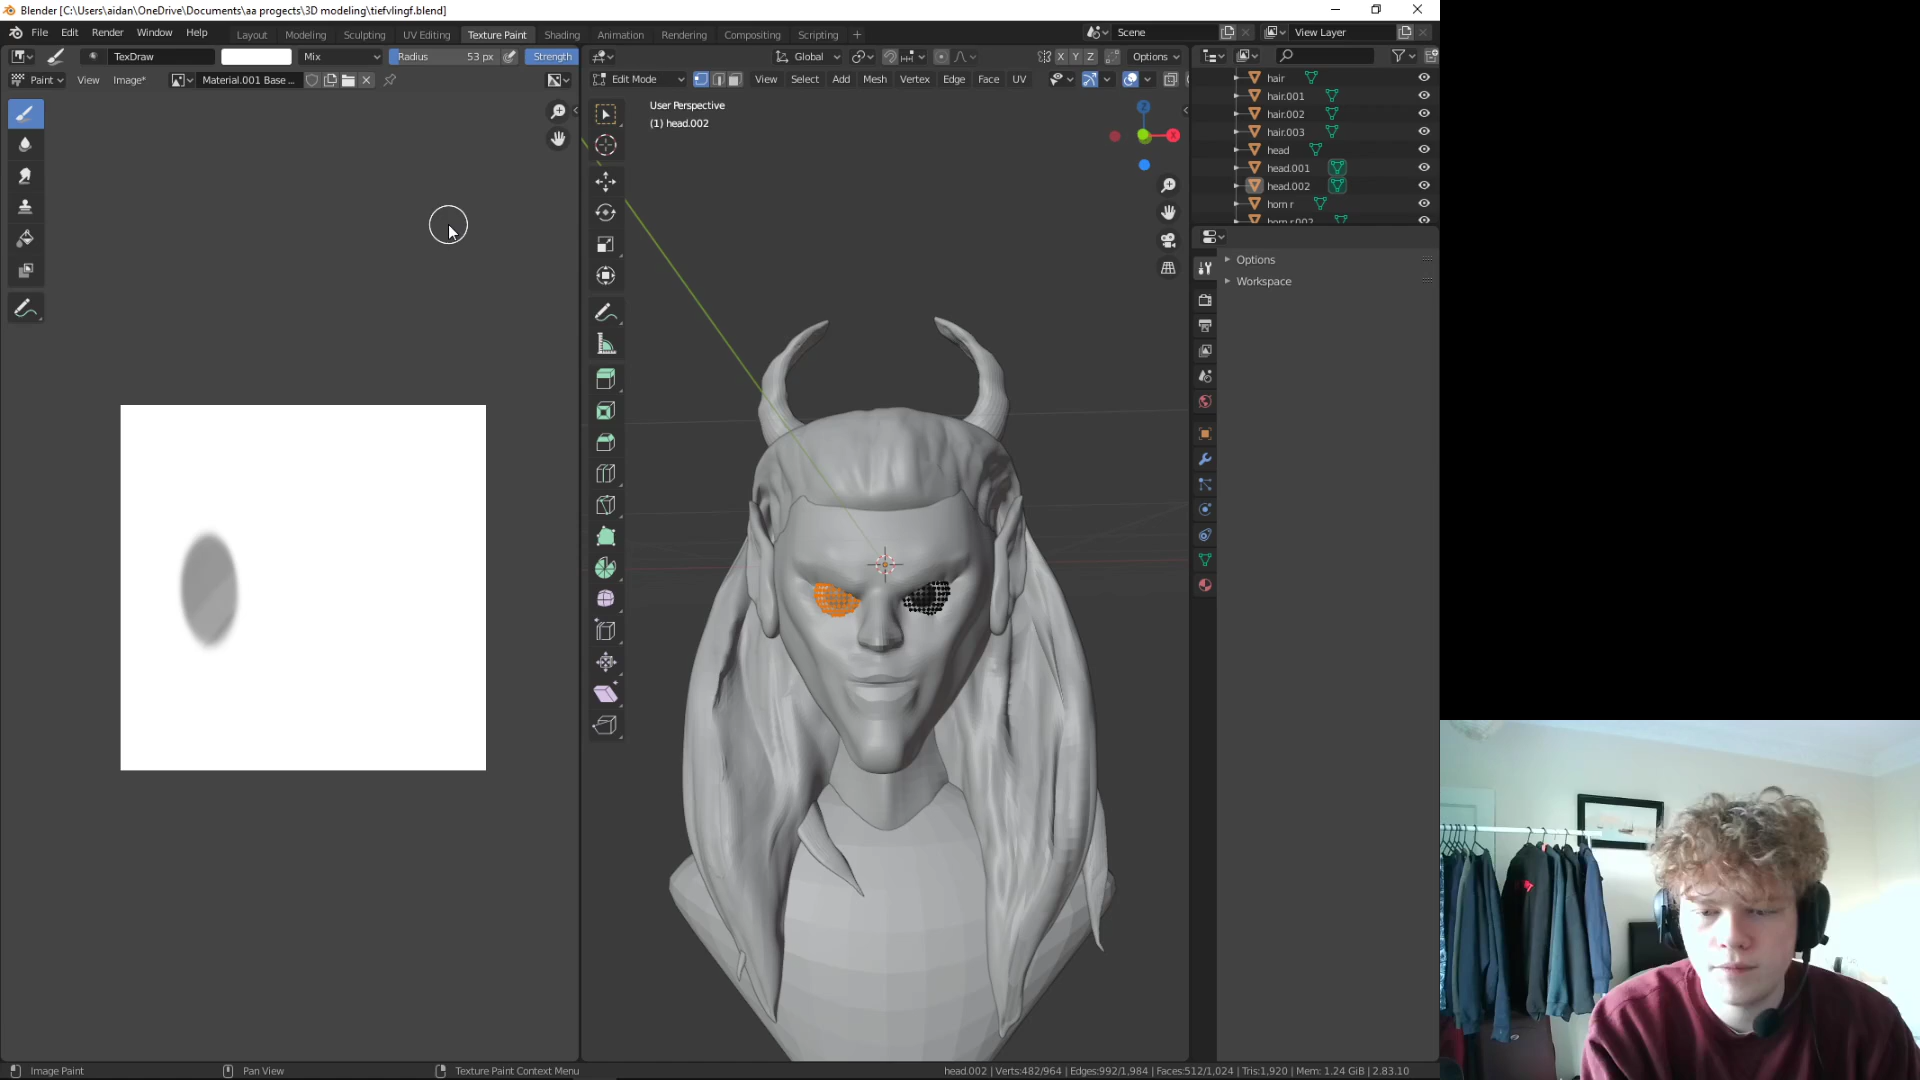 Blender [C:\Users\aidan\OneDrive\Documents\aa progects\3D modeling\tiefvlingf.blend]
File Edit Render Window Help
Layout Modeling Sculpting UV Editing Texture Paint Shading Animation Rendering Compositing Scripting +
Scene
View Layer
TexDraw Mix Radius 53 px Strength
Global X Y Z Options
Paint View Image* Material.001 Base ...
Edit Mode View Select Add Mesh Vertex Edge Face UV
User Perspective
(1) head.002
Z
X
hair
hair.001
hair.002
hair.003
head
head.001
head.002
horn r
horn r.002
Options
Workspace
Image Paint
Pan View
Texture Paint Context Menu
head.002 | Verts:482/964 | Edges:992/1,984 | Faces:512/1,024 | Tris:1,920 | Mem: 1.24 GiB | 2.83.10